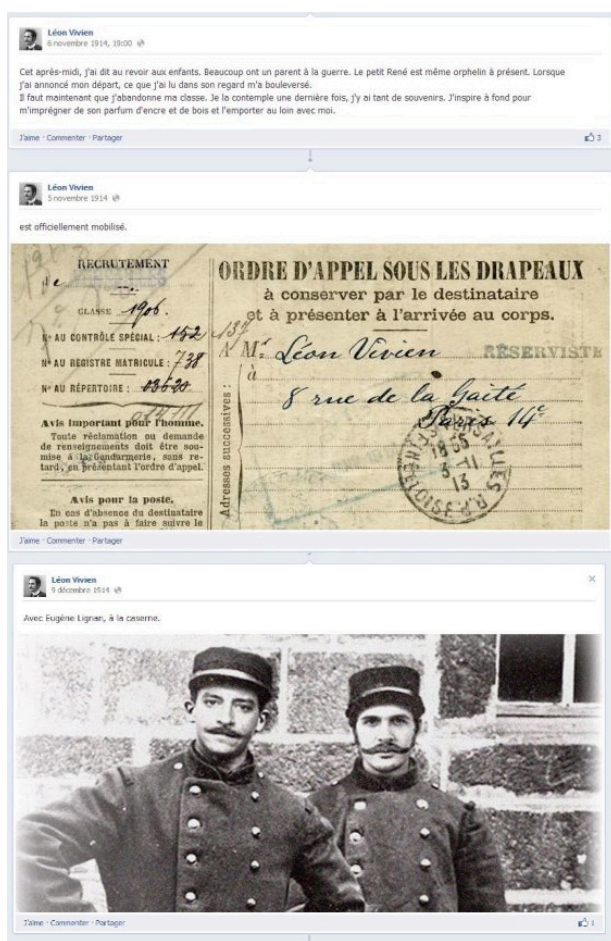 Léon Vivien
6 novembre 1914, 19:00
Cet après-midi, j'ai dit au revoir aux enfants. Beaucoup ont un parent à la guerre. Le petit René est même orphelin à présent. Lorsque
j'ai annoncé mon départ, ce que j'ai lu dans son regard m'a bouleversé.
Il faut maintenant que j'abandonne ma classe. Je la contemple une dernière fois, j'y ai tant de souvenirs. J'inspire à fond pour
m'imprégner de son parfum d'encre et de bois et l'emporter au loin avec moi.
J'aime · Commenter · Partager
3
Léon Vivien
5 novembre 1914
est officiellement mobilisé.
RECRUTEMENT
CLASSE 1906.
Nº AU CONTRÔLE SPÉCIAL : 152
Nº AU REGISTRE MATRICULE : 738
Nº AU RÉPERTOIRE :
Avis important pour l'homme.
Toute réclamation ou demande
de renseignements doit être sou-
mise à la Gendarmerie, sans re-
tard, en présentant l'ordre d'appel.
Avis pour la poste.
En cas d'absence du destinataire
la poste n'a pas à faire suivre le
ORDRE D'APPEL SOUS LES DRAPEAUX
à conserver par le destinataire
et à présenter à l'arrivée au corps.
A Mr Léon Vivien
RÉSERVISTE
à
8 rue de la Gaité
Paris 14e
Adresses successives :
J'aime · Commenter · Partager
Léon Vivien
9 décembre 1914
Avec Eugène Lignan, à la caserne.
J'aime · Commenter · Partager
1